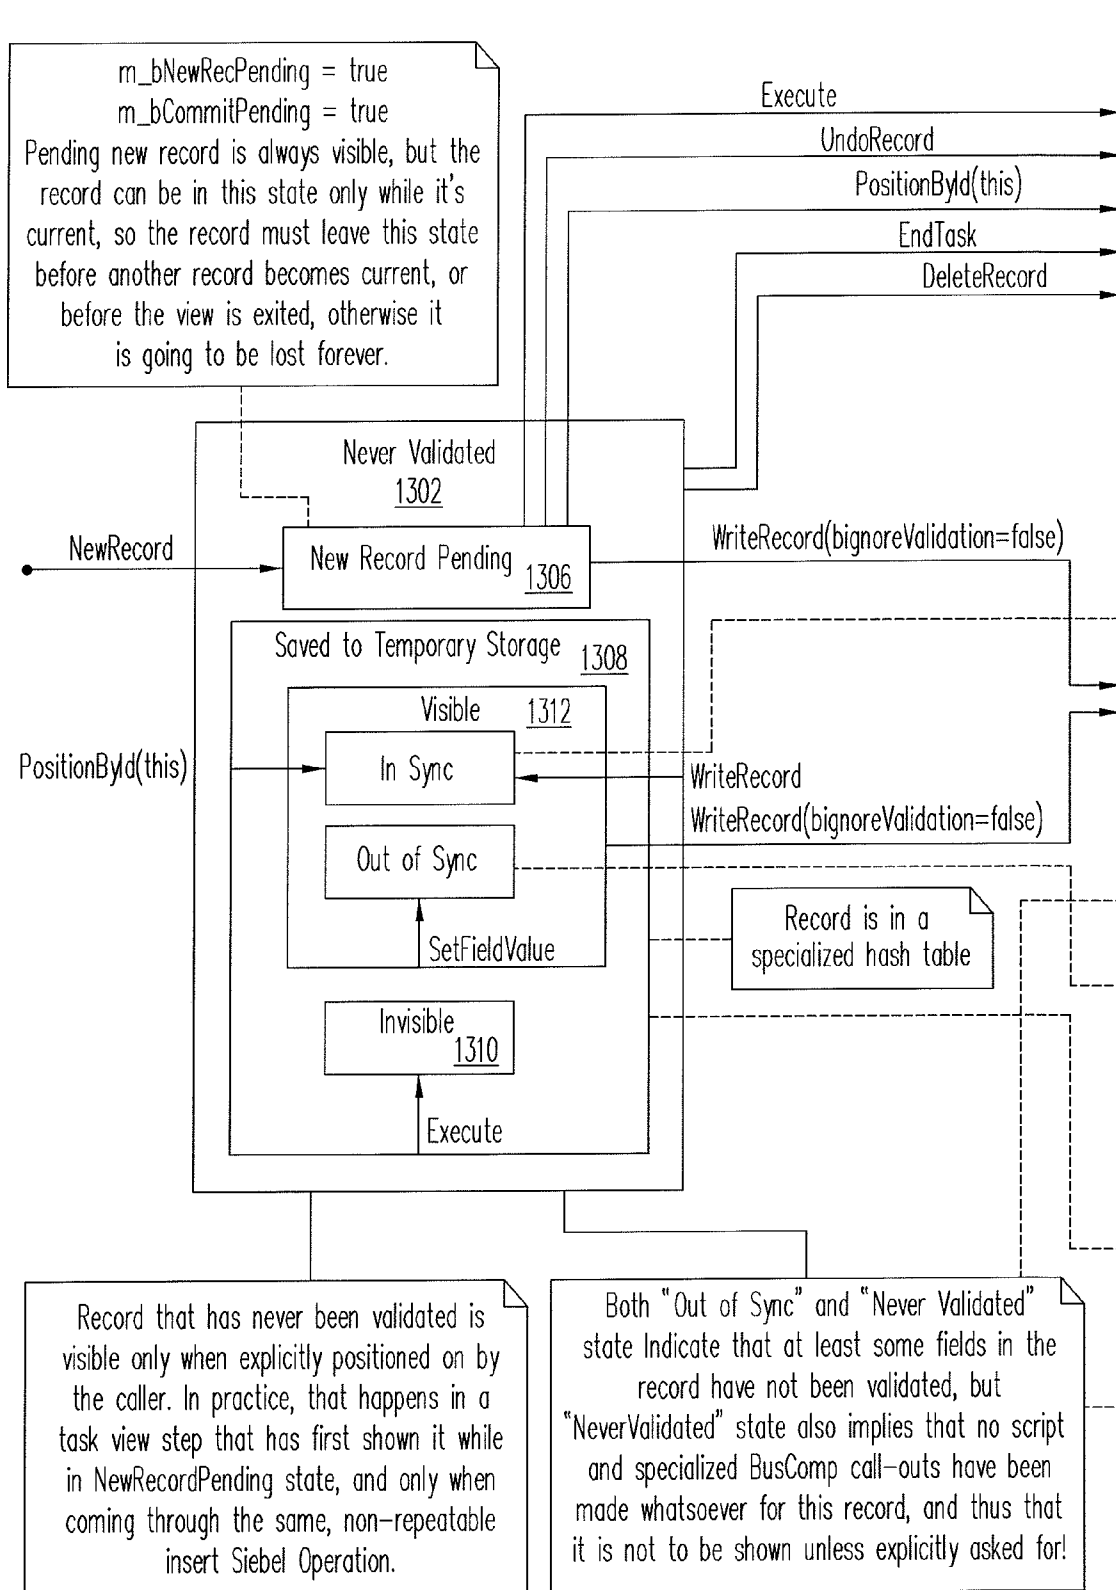 m_bNewRecPending = true
m_bCommitPending = true
Pending new record is always visible, but the
record can be in this state only while it's
current, so the record must leave this state
before another record becomes current, or
before the view is exited, otherwise it
is going to be lost forever.
Execute
UndoRecord
PositionById(this)
EndTask
DeleteRecord
Never Validated
1302
NewRecord
New Record Pending
1306
WriteRecord(bignoreValidation=false)
Saved to Temporary Storage
1308
Visible
1312
PositionById(this)
In Sync
WriteRecord
WriteRecord(bignoreValidation=false)
Out of Sync
SetFieldValue
Record is in a
specialized hash table
Invisible
1310
Execute
Record that has never been validated is
visible only when explicitly positioned on by
the caller. In practice, that happens in a
task view step that has first shown it while
in NewRecordPending state, and only when
coming through the same, non-repeatable
insert Siebel Operation.
Both "Out of Sync" and "Never Validated"
state Indicate that at least some fields in the
record have not been validated, but
"NeverValidated" state also implies that no script
and specialized BusComp call-outs have been
made whatsoever for this record, and thus that
it is not to be shown unless explicitly asked for!